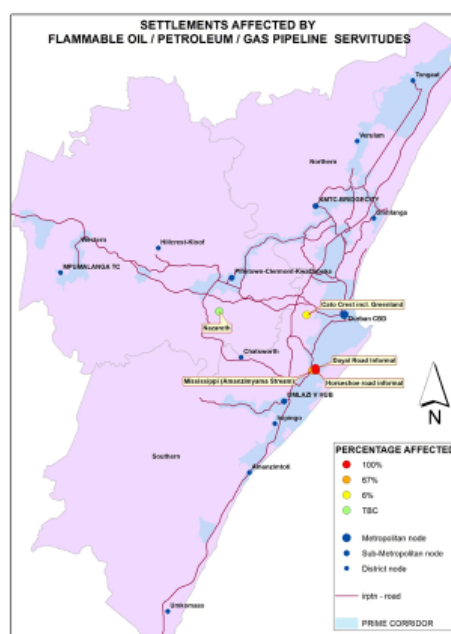 SETTLEMENTS AFFECTED BY
FLAMMABLE OIL / PETROLEUM / GAS PIPELINE SERVITUDES
Tongaat
Verulam
Northern
KMTC-BRIDGECITY
Umhlanga
Western
Hillcrest-Kloof
MPUMALANGA TC
Cato Crest incl. Greenland
Durban CBD
Nazareth
Chatsworth
Dayal Road Informal
Mississippi (Amanzimyama Stream)
Horseshoe road informal
UMLAZI V HUB
Isipingo
Southern
Amanzimtoti
Umkomaas
N
PERCENTAGE AFFECTED
100%
67%
6%
TBC
Metropolitan node
Sub-Metropolitan node
District node
irptn - road
PRIME CORRIDOR